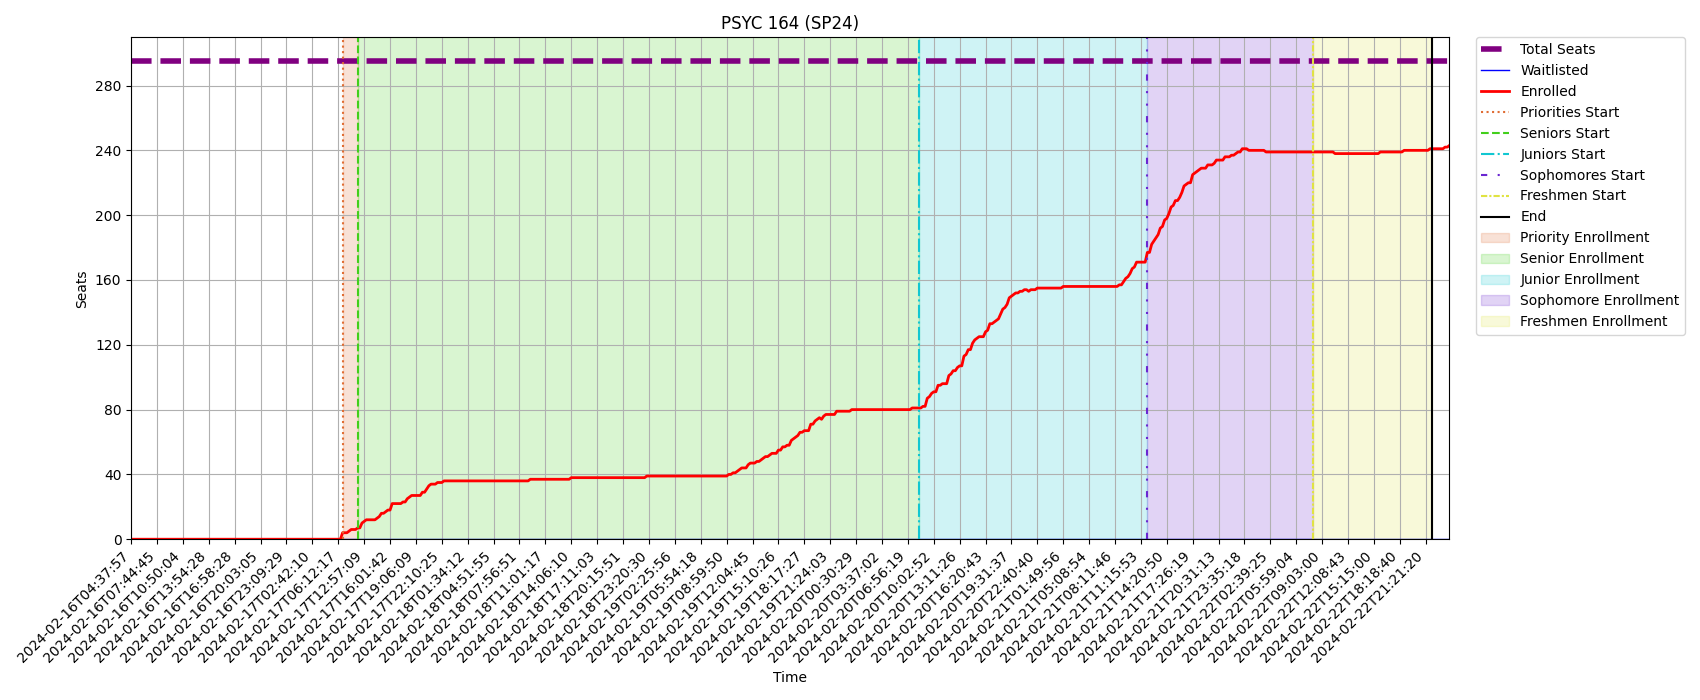 PSYC 164 (SP24)
Seats
280
240
200
160
120
80
40
0
2024-02-16T04:37:57
2024-02-16T07:44:45
2024-02-16T10:50:04
2024-02-16T13:54:28
2024-02-16T16:58:28
2024-02-16T20:03:05
2024-02-16T23:09:29
2024-02-17T02:42:10
2024-02-17T06:12:17
2024-02-17T12:57:09
2024-02-17T16:01:42
2024-02-17T19:06:09
2024-02-17T22:10:25
2024-02-18T01:34:12
2024-02-18T04:51:55
2024-02-18T07:56:51
2024-02-18T11:01:17
2024-02-18T14:06:10
2024-02-18T17:11:03
2024-02-18T20:15:51
2024-02-18T23:20:30
2024-02-19T02:25:56
2024-02-19T05:54:18
2024-02-19T08:59:50
2024-02-19T12:04:45
2024-02-19T15:10:26
2024-02-19T18:17:27
2024-02-19T21:24:03
2024-02-20T00:30:29
2024-02-20T03:37:02
2024-02-20T06:56:19
2024-02-20T10:02:52
2024-02-20T13:11:26
2024-02-20T16:20:43
2024-02-20T19:31:37
2024-02-20T22:40:40
2024-02-21T01:49:56
2024-02-21T05:08:54
2024-02-21T08:11:46
2024-02-21T11:15:53
2024-02-21T14:20:50
2024-02-21T17:26:19
2024-02-21T20:31:13
2024-02-21T23:35:18
2024-02-22T02:39:25
2024-02-22T05:59:04
2024-02-22T09:03:00
2024-02-22T12:08:43
2024-02-22T15:15:00
2024-02-22T18:18:40
2024-02-22T21:21:20
Time
Total Seats
Waitlisted
Enrolled
Priorities Start
Seniors Start
Juniors Start
Sophomores Start
Freshmen Start
End
Priority Enrollment
Senior Enrollment
Junior Enrollment
Sophomore Enrollment
Freshmen Enrollment